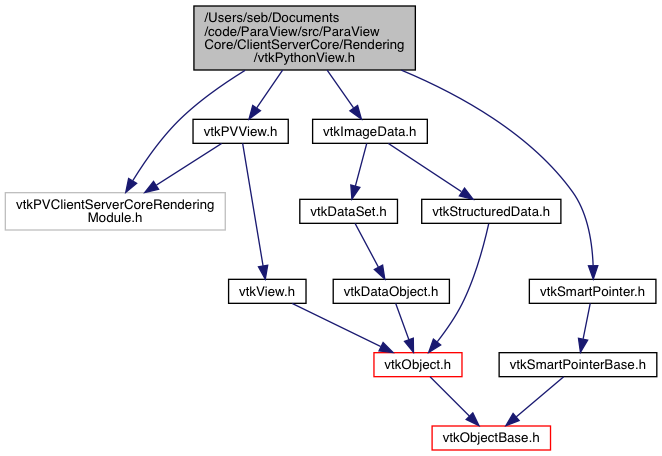 /Users/seb/Documents
/code/ParaView/src/ParaView
Core/ClientServerCore/Rendering
/vtkPythonView.h
vtkPVView.h
vtkImageData.h
vtkPVClientServerCoreRendering
Module.h
vtkDataSet.h
vtkStructuredData.h
vtkView.h
vtkDataObject.h
vtkSmartPointer.h
vtkObject.h
vtkSmartPointerBase.h
vtkObjectBase.h